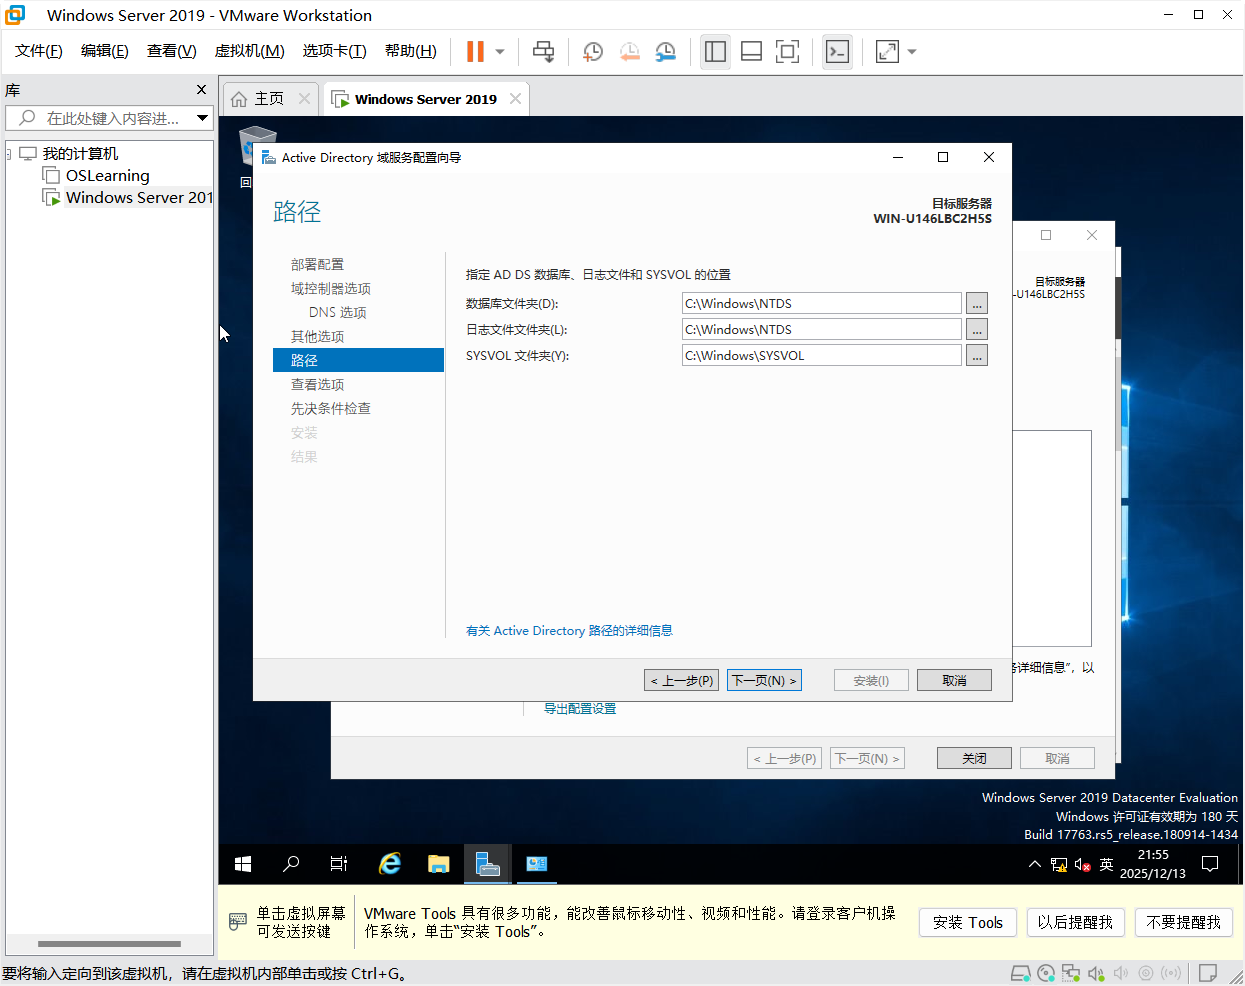 Windows Server 2019 - VMware Workstation
文件(F) 编辑(E) 查看(V) 虚拟机(M) 选项卡(T) 帮助(H)
库
在此处键入内容进...
我的计算机
OSLearning
Windows Server 201
主页
Windows Server 2019
回
Active Directory 域服务配置向导
路径
目标服务器
WIN-U146LBC2H5S
部署配置
域控制器选项
DNS 选项
其他选项
路径
查看选项
先决条件检查
安装
结果
指定 AD DS 数据库、日志文件和 SYSVOL 的位置
数据库文件夹(D): C:\Windows\NTDS ...
日志文件文件夹(L): C:\Windows\NTDS ...
SYSVOL 文件夹(Y): C:\Windows\SYSVOL ...
有关 Active Directory 路径的详细信息
< 上一步(P) 下一页(N) > 安装(I) 取消
目标服务器
-U146LBC2H5S
详细信息”，以
导出配置设置
< 上一步(P) 下一页(N) > 关闭 取消
Windows Server 2019 Datacenter Evaluation
Windows 许可证有效期为 180 天
Build 17763.rs5_release.180914-1434
英
21:55
2025/12/13
单击虚拟屏幕
可发送按键
VMware Tools 具有很多功能，能改善鼠标移动性、视频和性能。请登录客户机操
作系统，单击“安装 Tools”。
安装 Tools 以后提醒我 不要提醒我
要将输入定向到该虚拟机，请在虚拟机内部单击或按 Ctrl+G。